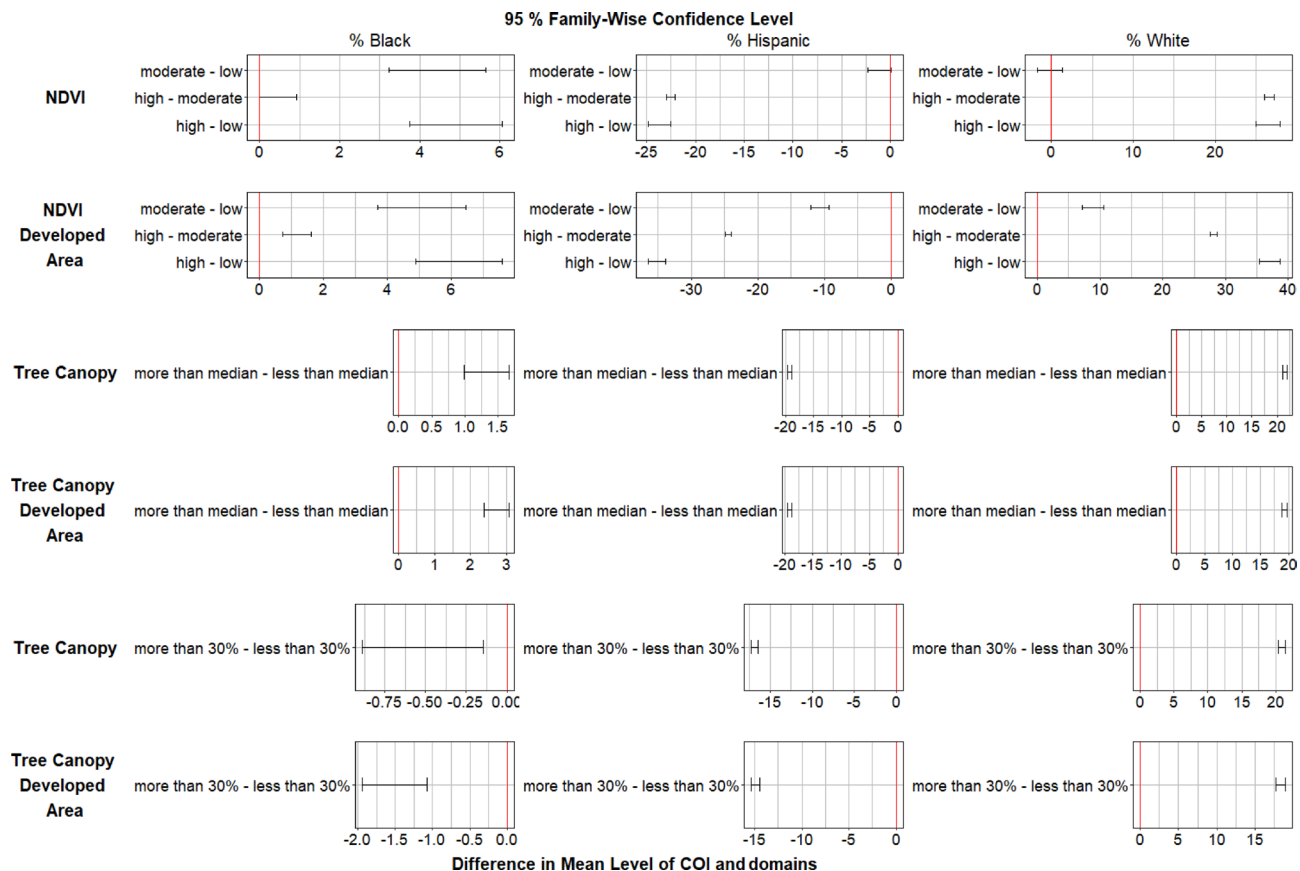 95 % Family-Wise Confidence Level
% Black
% Hispanic
% White
NDVI
moderate - low
high - moderate
high - low
0 2 4 6
moderate - low
high - moderate
high - low
-25 -20 -15 -10 -5 0
moderate - low
high - moderate
high - low
0 10 20
NDVI
Developed
Area
moderate - low
high - moderate
high - low
0 2 4 6
moderate - low
high - moderate
high - low
-30 -20 -10 0
moderate - low
high - moderate
high - low
0 10 20 30 40
Tree Canopy
more than median - less than median
0.0 0.5 1.0 1.5
more than median - less than median
-20 -15 -10 -5 0
more than median - less than median
0 5 10 15 20
Tree Canopy
Developed
Area
more than median - less than median
0 1 2 3
more than median - less than median
-20 -15 -10 -5 0
more than median - less than median
0 5 10 15 20
Tree Canopy
more than 30% - less than 30%
-0.75 -0.50 -0.25 0.00
more than 30% - less than 30%
-15 -10 -5 0
more than 30% - less than 30%
0 5 10 15 20
Tree Canopy
Developed
Area
more than 30% - less than 30%
-2.0 -1.5 -1.0 -0.5 0.0
more than 30% - less than 30%
-15 -10 -5 0
more than 30% - less than 30%
0 5 10 15
Difference in Mean Level of COI and domains